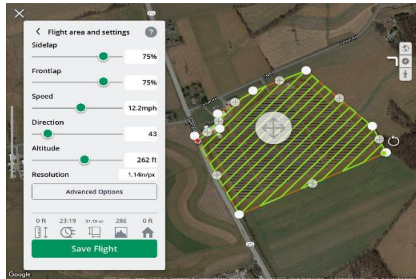 Flight area and settings ?
Sidelap
75%
Frontlap
75%
Speed
12.2mph
Direction
43
Altitude
262 ft
Resolution
1.14in/px
Advanced Options
0 ft 23:19 286 0 ft
Save Flight
Google